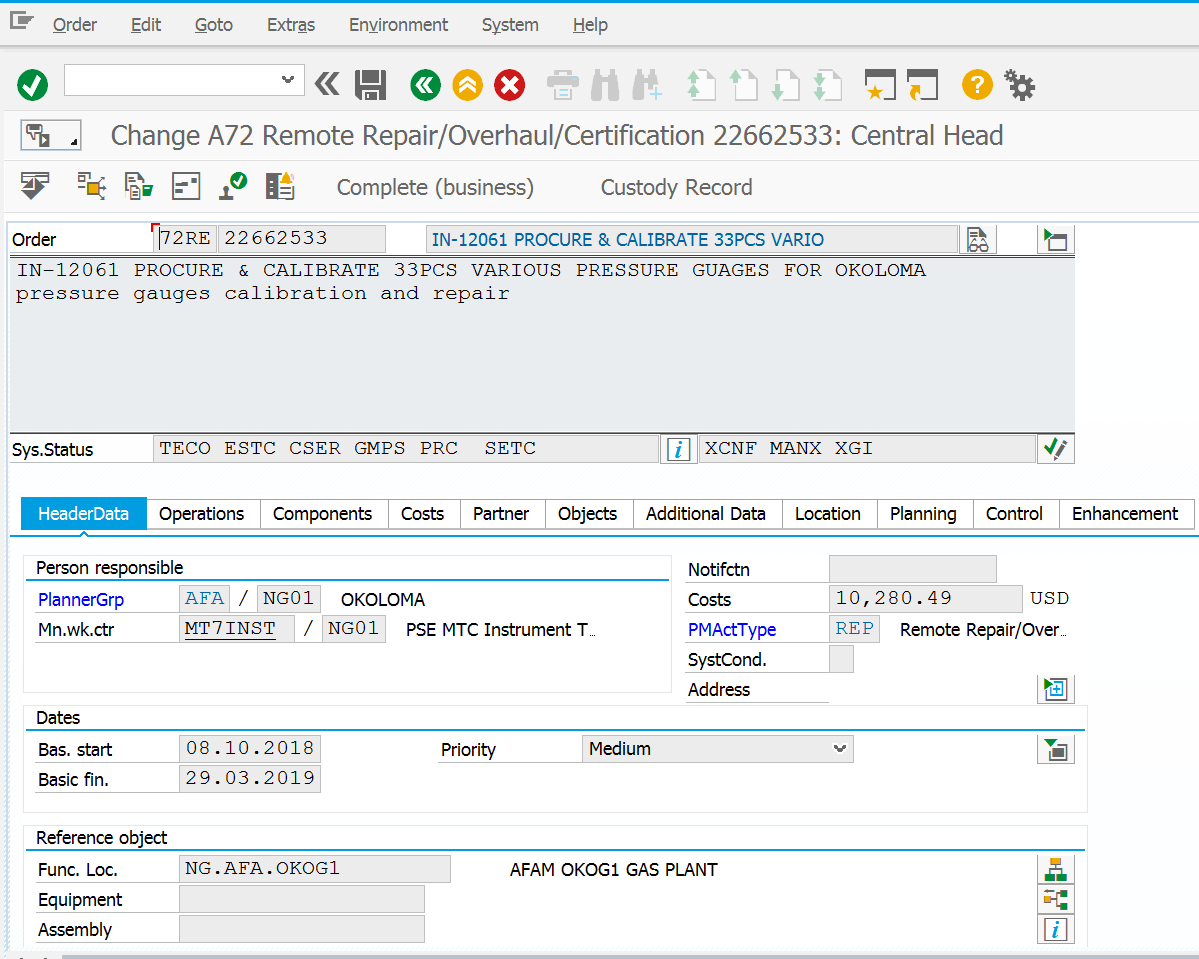 Order Edit Goto Extras Environment System Help
Change A72 Remote Repair/Overhaul/Certification 22662533: Central Head
Complete (business) Custody Record
Order 72RE 22662533 IN-12061 PROCURE & CALIBRATE 33PCS VARIO
IN-12061 PROCURE & CALIBRATE 33PCS VARIOUS PRESSURE GUAGES FOR OKOLOMA
pressure gauges calibration and repair
Sys.Status TECO ESTC CSER GMPS PRC SETC i XCNF MANX XGI
HeaderData Operations Components Costs Partner Objects Additional Data Location Planning Control Enhancement
Person responsible
PlannerGrp AFA / NG01 OKOLOMA
Mn.wk.ctr MT7INST / NG01 PSE MTC Instrument T…
Notifctn
Costs 10,280.49 USD
PMActType REP Remote Repair/Over…
SystCond.
Address
Dates
Bas. start 08.10.2018 Priority Medium
Basic fin. 29.03.2019
Reference object
Func. Loc. NG.AFA.OKOG1 AFAM OKOG1 GAS PLANT
Equipment
Assembly